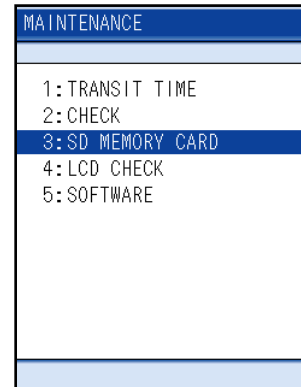 MAINTENANCE
1:TRANSIT TIME
2:CHECK
3:SD MEMORY CARD
4:LCD CHECK
5:SOFTWARE